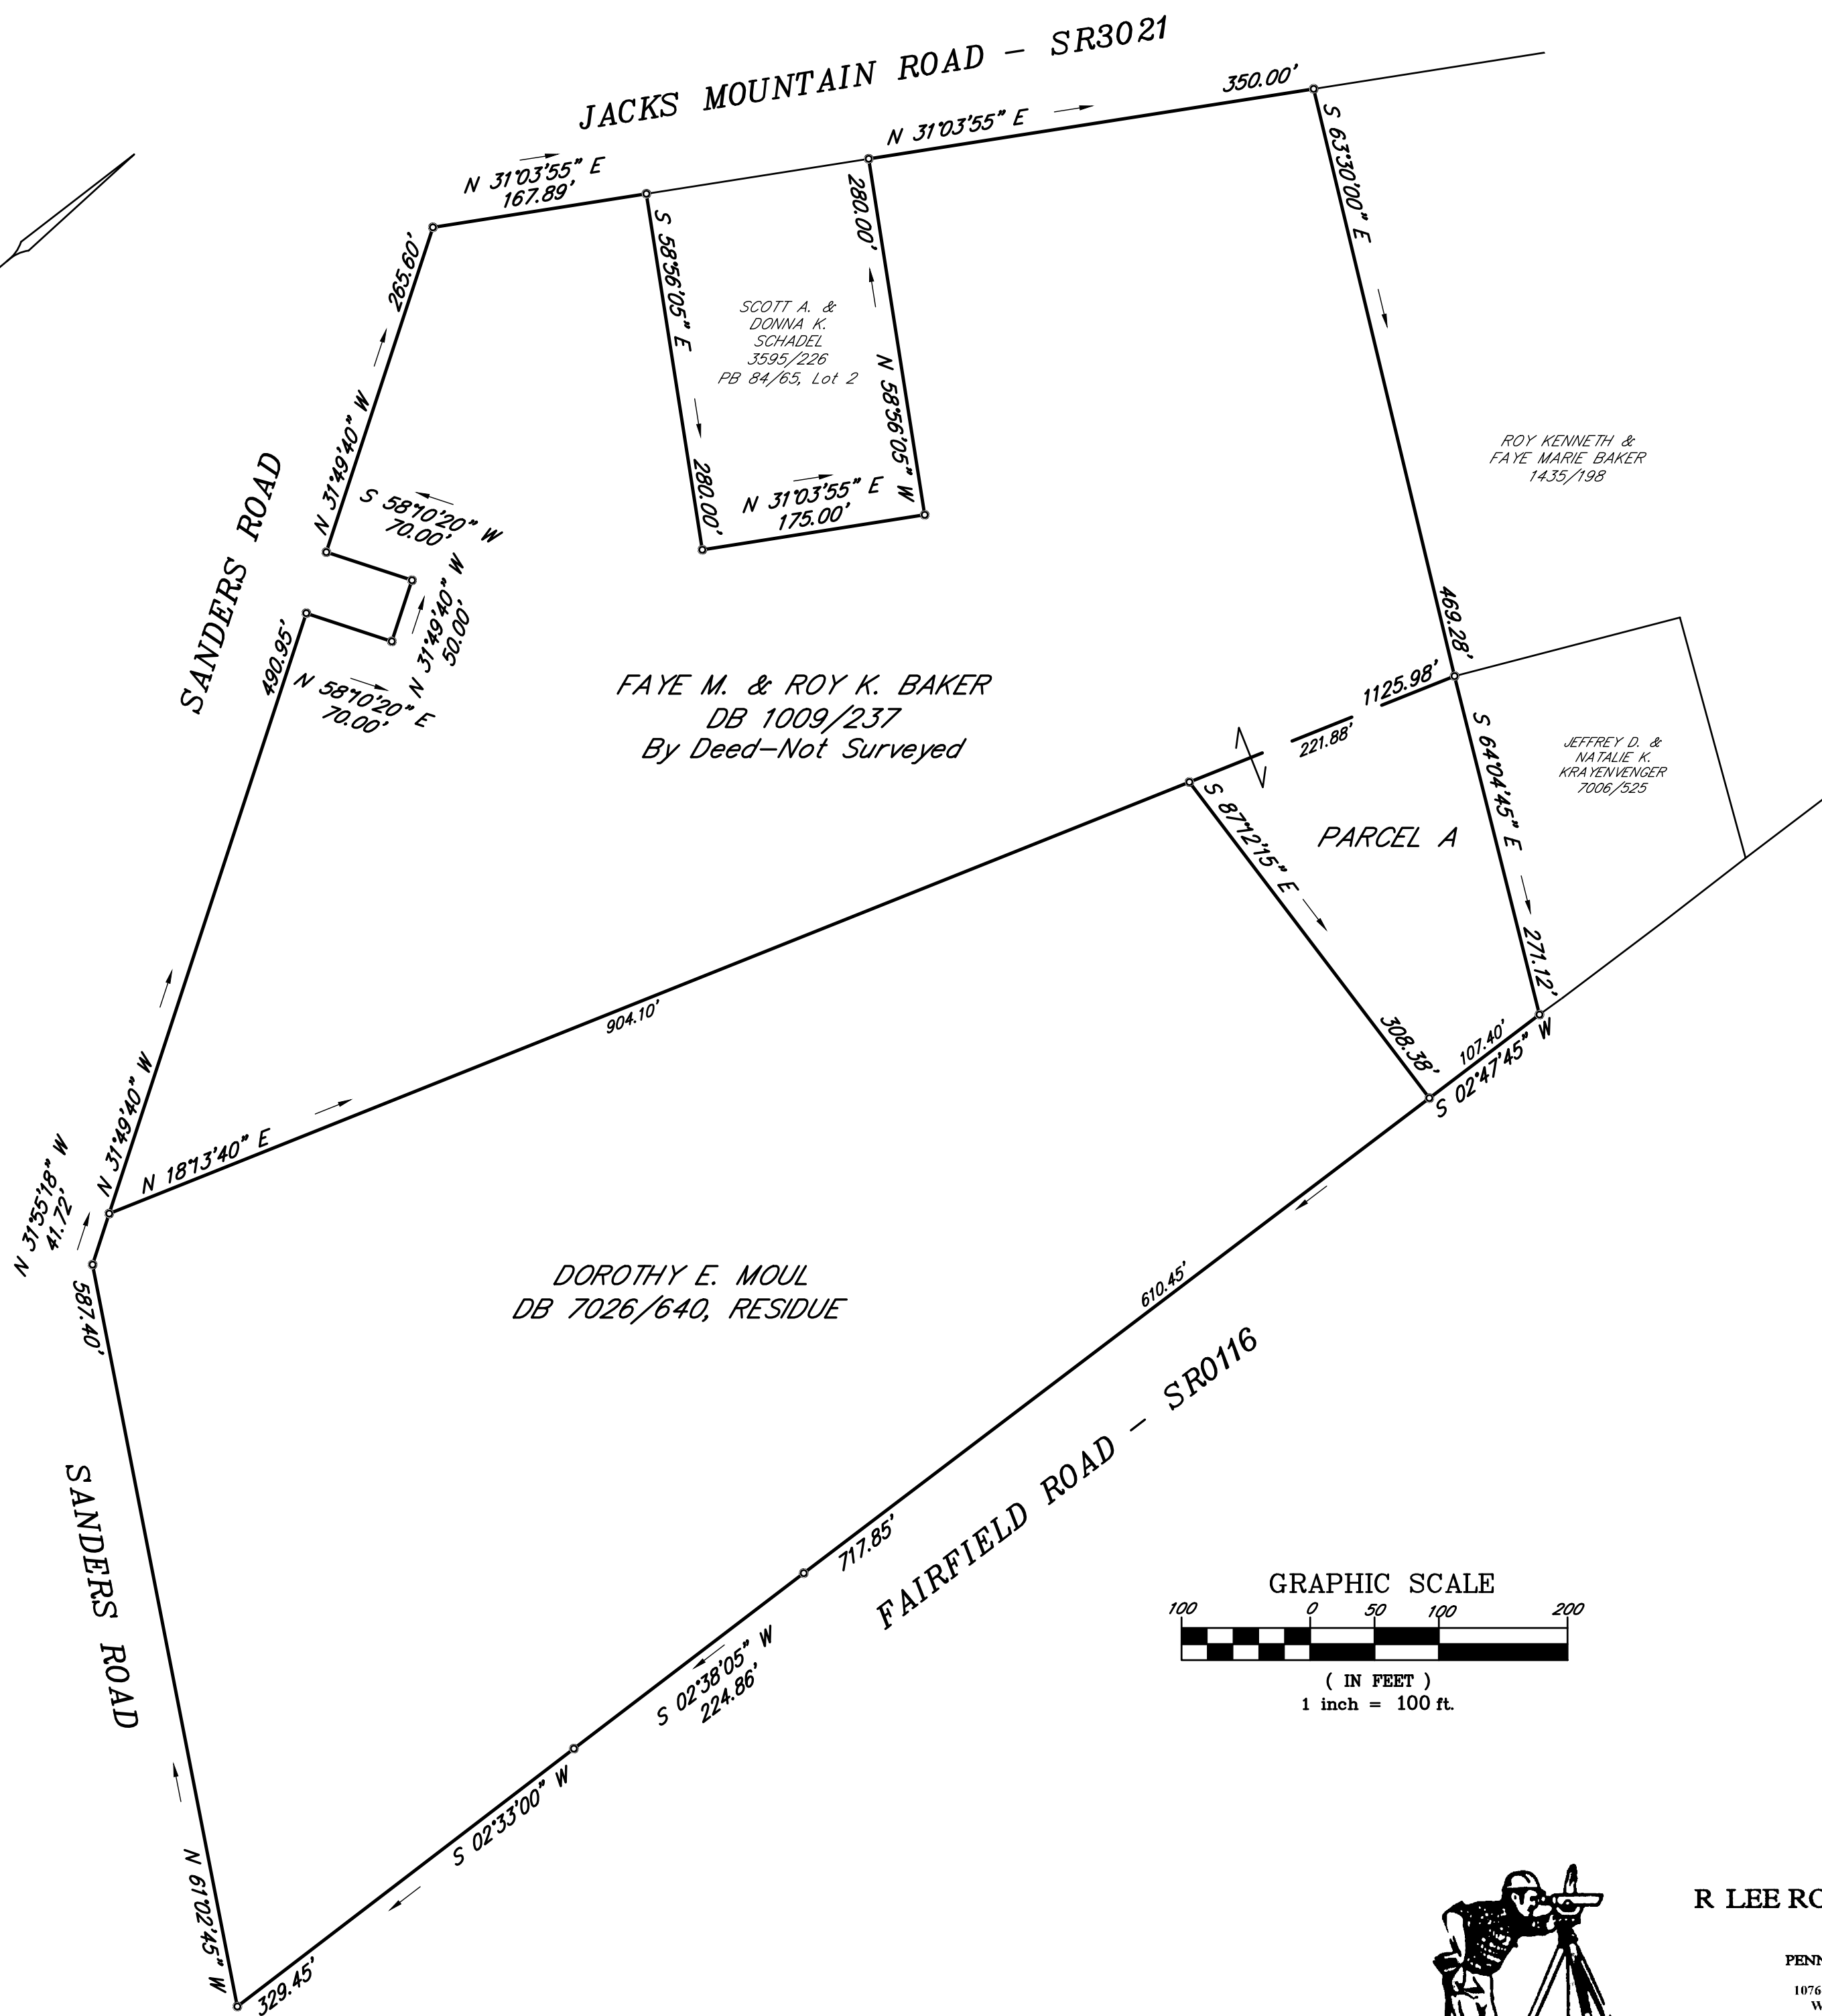 JACKS MOUNTAIN ROAD - SR3021
350.00'
N 31°03'55" E
N 31°03'55" E
167.89'
S 63°30'00" E
280.00'
S 58°56'05" E
265.60'
SCOTT A. &
DONNA K.
SCHADEL
3595/226
PB 84/65, Lot 2
N 58°56'05" W
N 31°49'40" W
280.00'
N 31°03'55" E
175.00'
ROY KENNETH &
FAYE MARIE BAKER
1435/198
SANDERS ROAD
S 58°10'20" W
70.00'
N 31°49'40" W
50.00'
490.95'
N 58°10'20" E
70.00'
469.28'
FAYE M. & ROY K. BAKER
DB 1009/237
By Deed-Not Surveyed
1125.98'
221.88'
S 64°04'45" E
JEFFREY D. &
NATALIE K.
KRAYENVENGER
7006/525
S 87°12'15" E
PARCEL A
271.12'
904.10'
308.38'
107.40'
S 02°47'45" W
N 31°49'40" W
N 18°13'40" E
N 31°55'18" W
41.72'
587.40'
DOROTHY E. MOUL
DB 7026/640, RESIDUE
610.45'
FAIRFIELD ROAD - SR0116
717.85'
SANDERS ROAD
S 02°38'05" W
224.86'
GRAPHIC SCALE
100 0 50 100 200
( IN FEET )
1 inch = 100 ft.
S 02°33'00" W
N 61°02'45" W
329.45'
R LEE RO
PENN
1076
W